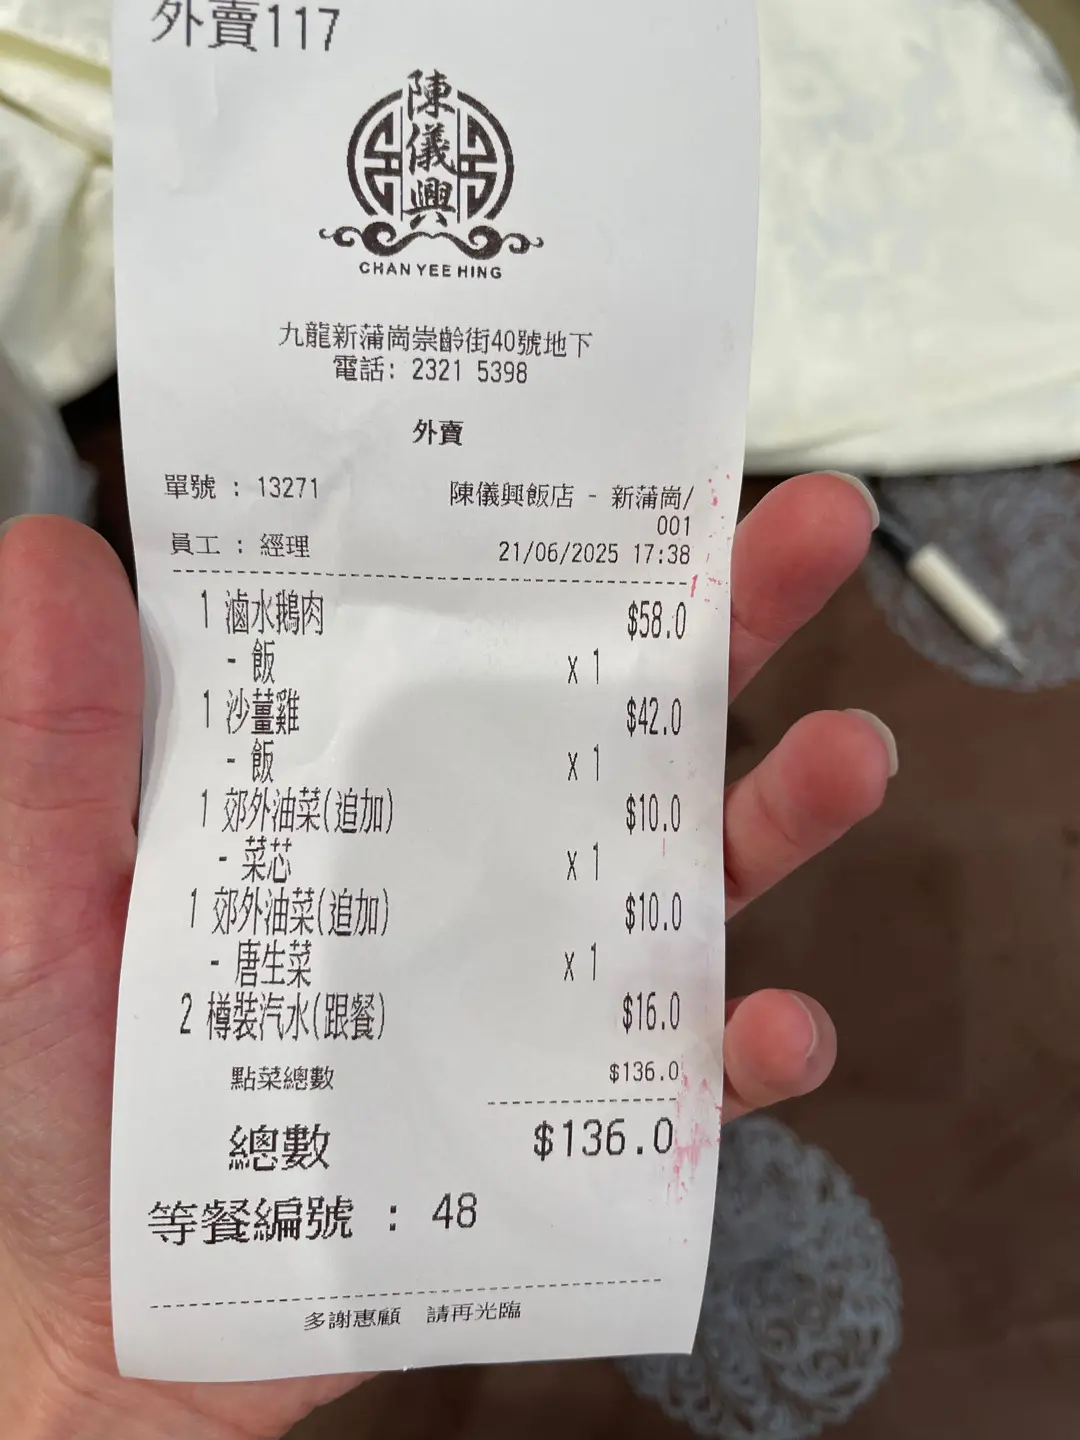 外賣117
陳儀興
CHAN YEE HING
九龍新蒲崗崇齡街40號地下
電話: 2321 5398
外賣
單號 : 13271
陳儀興飯店 - 新蒲崗/
001
員工 : 經理
21/06/2025 17:38
1 滷水鵝肉 $58.0
- 飯 x 1
1 沙薑雞 $42.0
- 飯 x 1
1 郊外油菜(追加) $10.0
- 菜芯 x 1
1 郊外油菜(追加) $10.0
- 唐生菜 x 1
2 樽裝汽水(跟餐) $16.0
點菜總數 $136.0
總數 $136.0
等餐編號 : 48
多謝惠顧 請再光臨